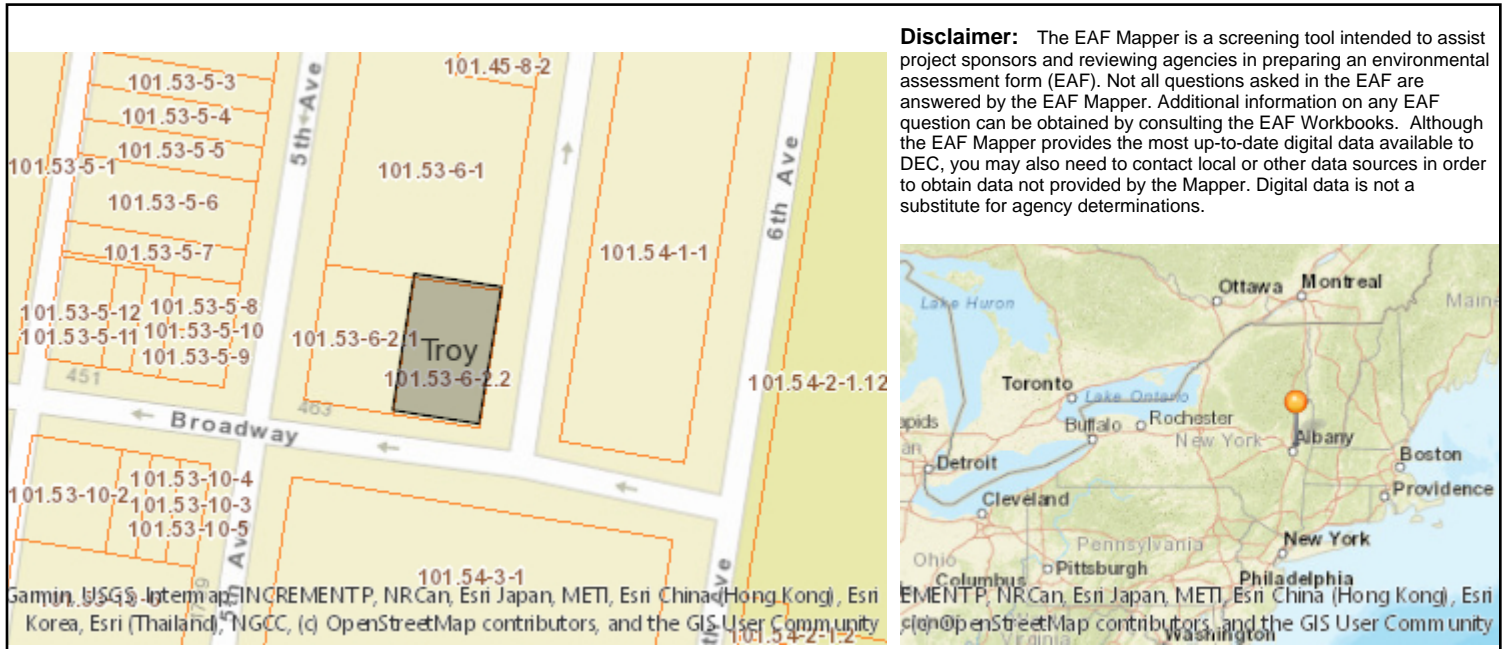 101.45-8-2
101.53-5-3
5th Ave
101.53-5-4
101.53-5-5
101.53-5-1
101.53-6-1
6th Ave
101.53-5-6
101.53-5-7
101.54-1-1
101.53-5-12
101.53-5-8
101.53-5-11
101.53-5-10
101.53-5-9
101.53-6-2.1
Troy
101.53-6-2.2
101.54-2-1.12
451
463
Broadway
101.53-10-4
101.53-10-2
101.53-10-3
101.53-10-5
5th Ave
101.54-3-1
Garmin, USGS, Intermap, INCREMENT P, NRCan, Esri Japan, METI, Esri China (Hong Kong), Esri
Korea, Esri (Thailand), NGCC, (c) OpenStreetMap contributors, and the GIS User Community
101.54-2-1.2
Disclaimer: The EAF Mapper is a screening tool intended to assist
project sponsors and reviewing agencies in preparing an environmental
assessment form (EAF). Not all questions asked in the EAF are
answered by the EAF Mapper. Additional information on any EAF
question can be obtained by consulting the EAF Workbooks. Although
the EAF Mapper provides the most up-to-date digital data available to
DEC, you may also need to contact local or other data sources in order
to obtain data not provided by the Mapper. Digital data is not a
substitute for agency determinations.
Ottawa
Montreal
Lake Huron
Maine
Toronto
Lake Ontario
Rochester
Buffalo
New York
Albany
Boston
Detroit
Providence
Cleveland
New York
Pennsylvania
Ohio
Pittsburgh
Columbus
Philadelphia
EMENT P, NRCan, Esri Japan, METI, Esri China (Hong Kong), Esri
(c) OpenStreetMap contributors, and the GIS User Community
Virginia
Washington